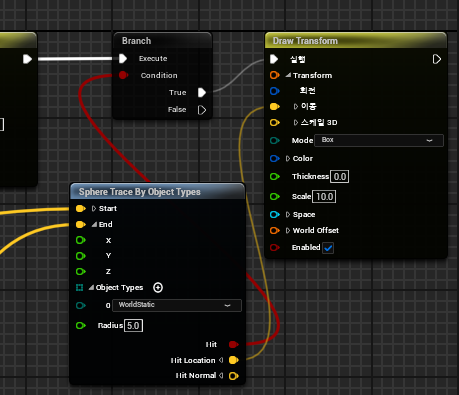 Branch
Execute
Condition
True
False
Draw Transform
실행
Transform
회전
이동
스케일 3D
Mode Box
Color
Thickness 0.0
Scale 10.0
Space
World Offset
Enabled
Sphere Trace By Object Types
Start
End
X
Y
Z
Object Types
0 WorldStatic
Radius 5.0
Hit
Hit Location
Hit Normal